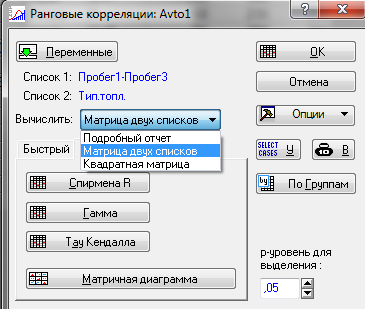 Ранговые корреляции: Avto1
?
Переменные
Список 1: Пробег1-Пробег3
Список 2: Тип.топл.
Вычислить: Матрица двух списков
Подробный отчет
Матрица двух списков
Квадратная матрица
Быстрый
Спирмена R
Гамма
Тау Кендалла
Матричная диаграмма
OK
Отмена
Опции
SELECT CASES У В
by По Группам
p-уровень для
выделения :
,05